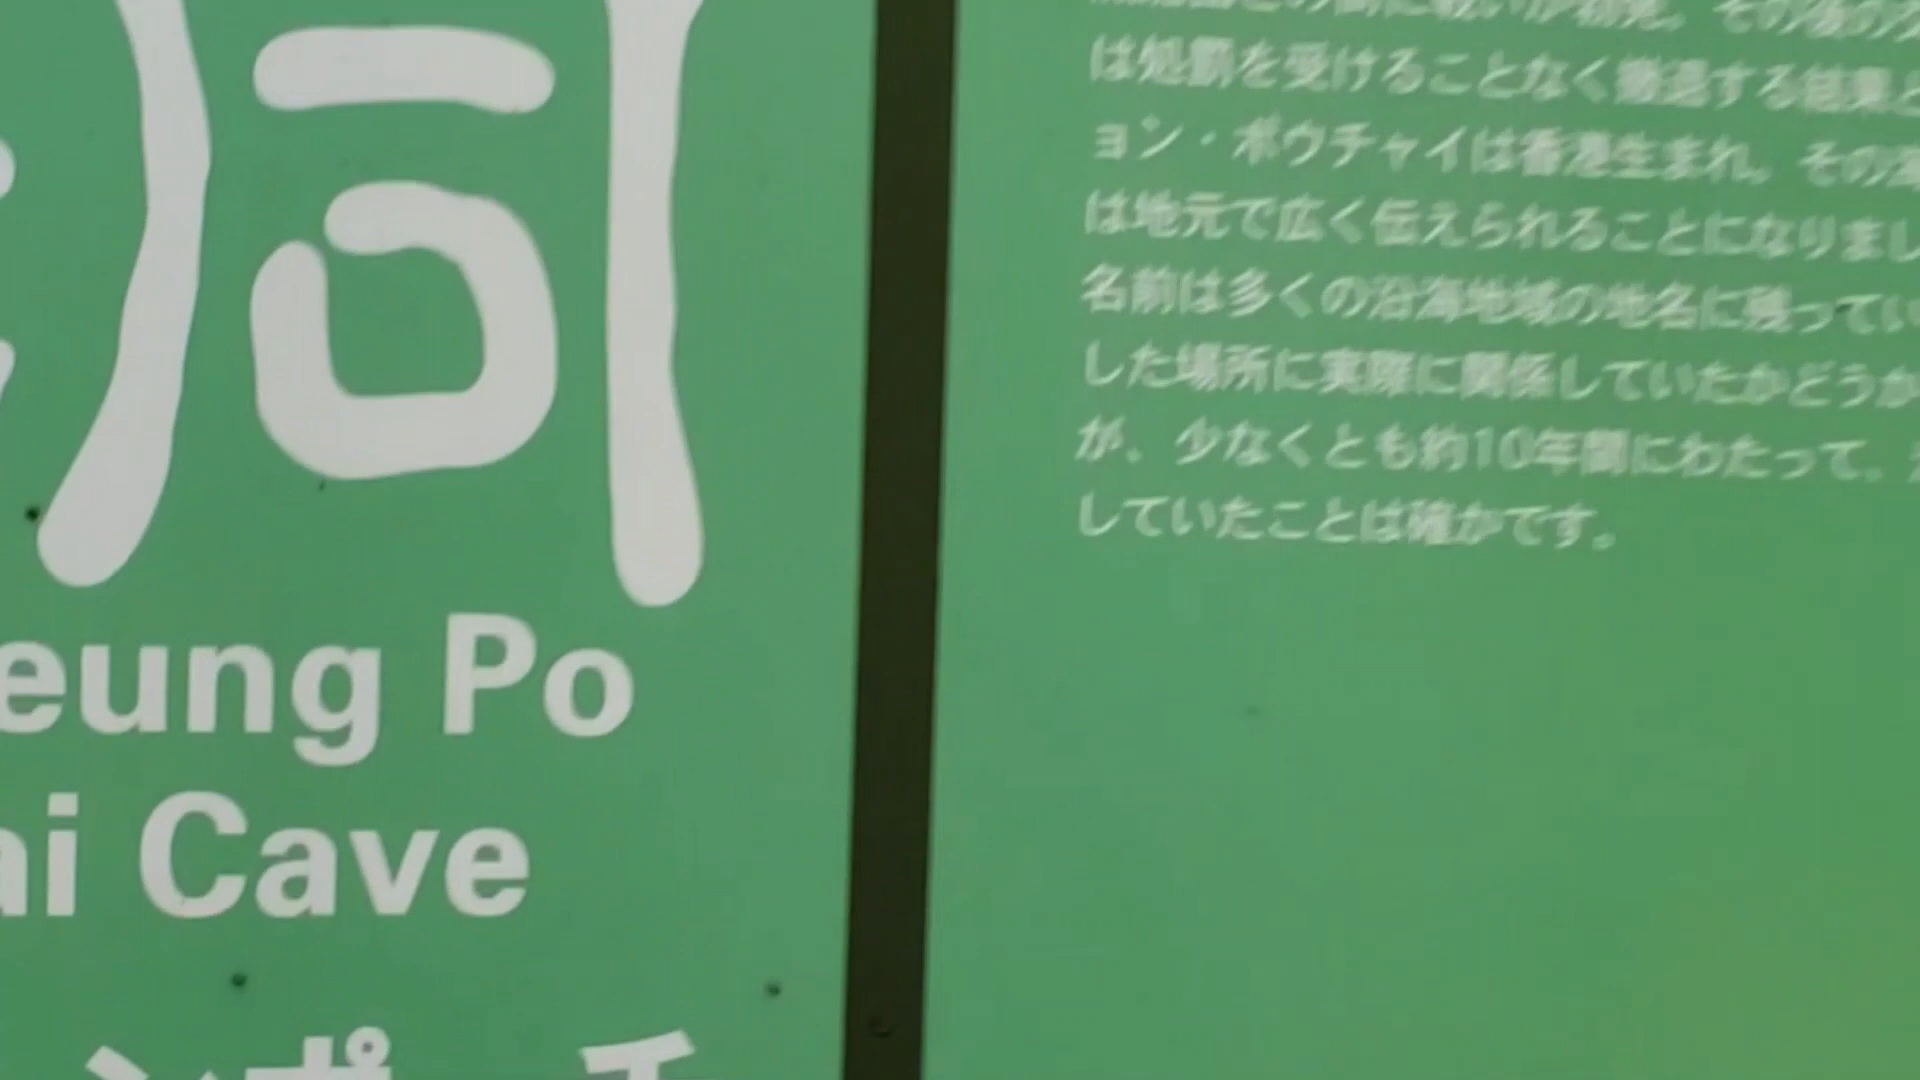 洞
eung Po
ai Cave
ンポ チ
は処罰を受けることなく撤退する結果と
ョン・ポウチャイは香港生まれ。その海
は地元で広く伝えられることになりまし
名前は多くの沿海地域の地名に残ってい
した場所に実際に関係していたかどうか
が、少なくとも約10年間にわたって、
していたことは確かです。